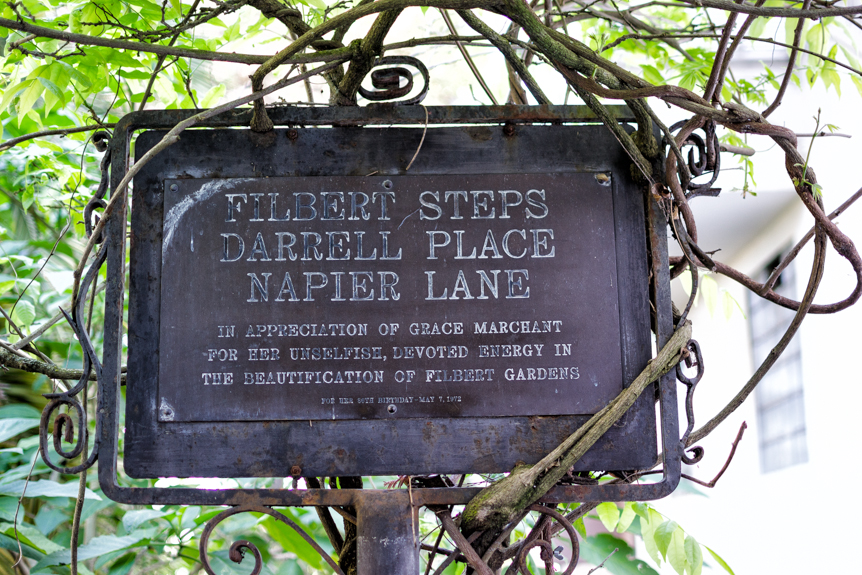 FILBERT STEPS
DARRELL PLACE
NAPIER LANE
IN APPRECIATION OF GRACE MARCHANT
FOR HER UNSELFISH, DEVOTED ENERGY IN
THE BEAUTIFICATION OF FILBERT GARDENS
FOR HER 86TH BIRTHDAY - MAY 7, 1972